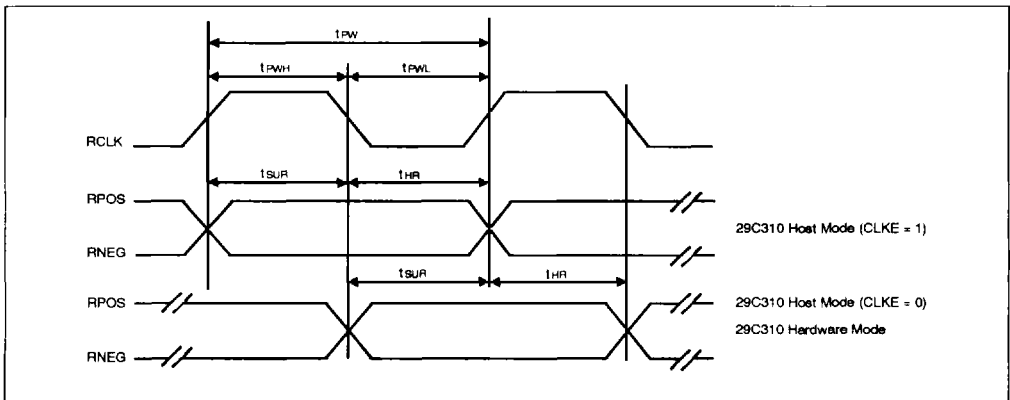 tPW
tPWH tPWL
RCLK
tSUR tHR
RPOS
29C310 Host Mode (CLKE = 1)
RNEG
tSUR tHR
RPOS 29C310 Host Mode (CLKE = 0)
29C310 Hardware Mode
RNEG